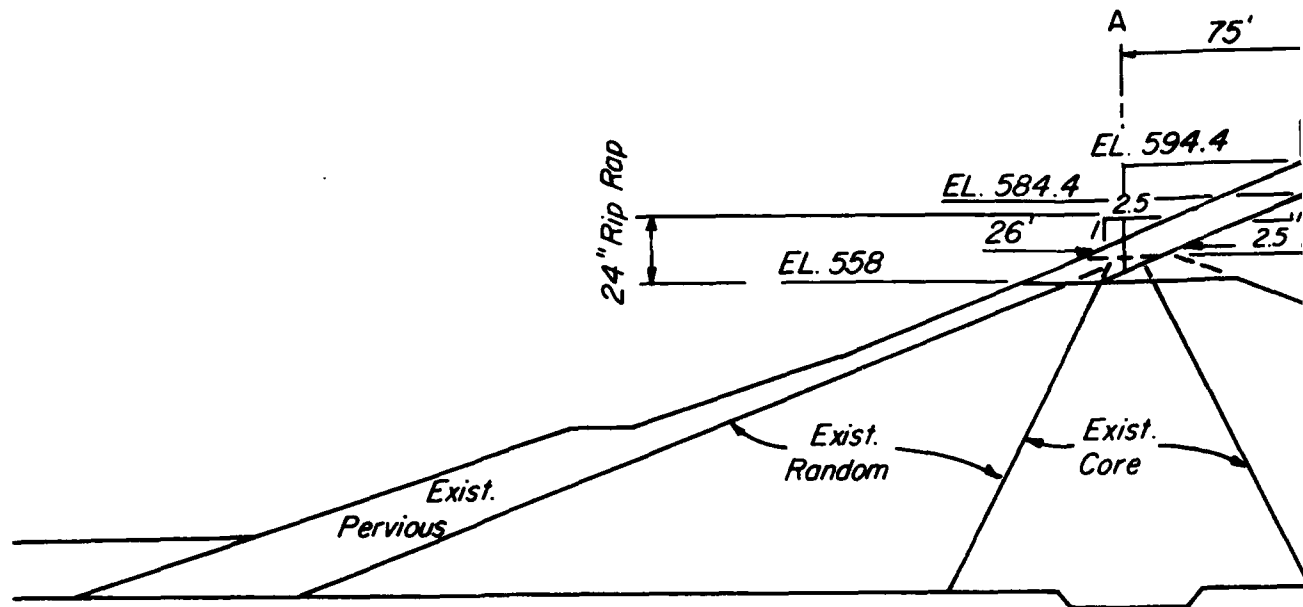 A
75'
EL. 594.4
EL. 584.4
2.5
24" Rip Rap
26'
2.5
EL. 558
Exist.
Random
Exist.
Core
Exist.
Pervious